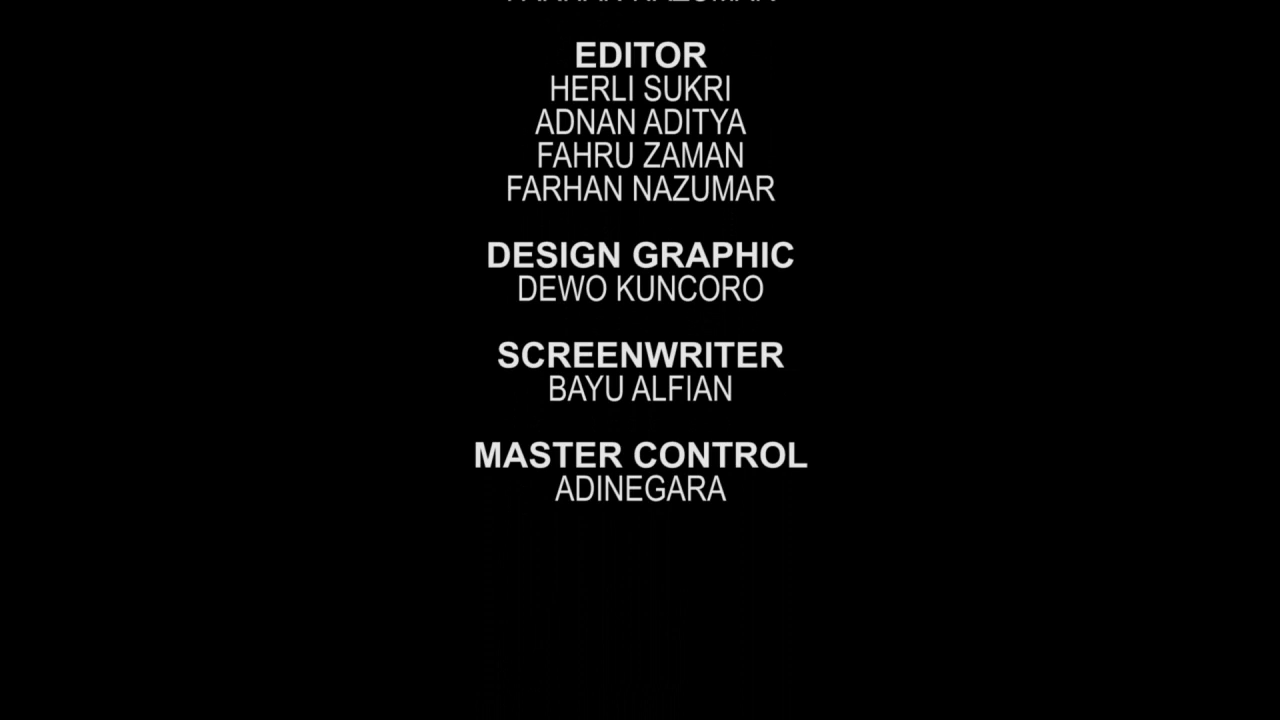 EDITOR
HERLI SUKRI
ADNAN ADITYA
FAHRU ZAMAN
FARHAN NAZUMAR
DESIGN GRAPHIC
DEWO KUNCORO
SCREENWRITER
BAYU ALFIAN
MASTER CONTROL
ADINEGARA